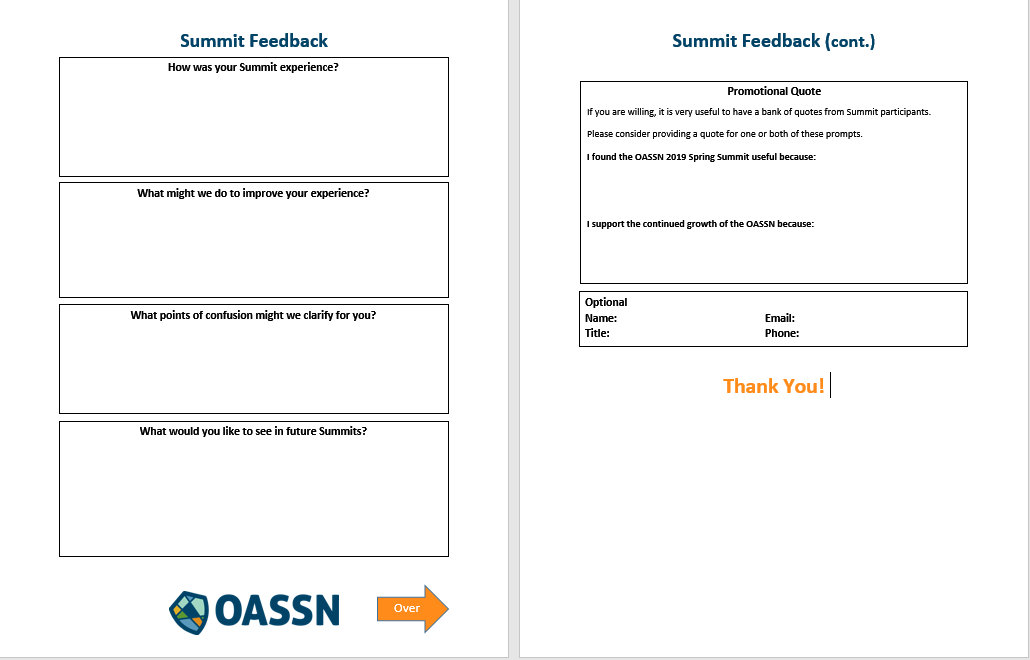 Summit Feedback
How was your Summit experience?
What might we do to improve your experience?
What points of confusion might we clarify for you?
What would you like to see in future Summits?
OASSN
Over
Summit Feedback (cont.)
Promotional Quote
If you are willing, it is very useful to have a bank of quotes from Summit participants.
Please consider providing a quote for one or both of these prompts.
I found the OASSN 2019 Spring Summit useful because:
I support the continued growth of the OASSN because:
Optional
Name: Email:
Title: Phone:
Thank You!